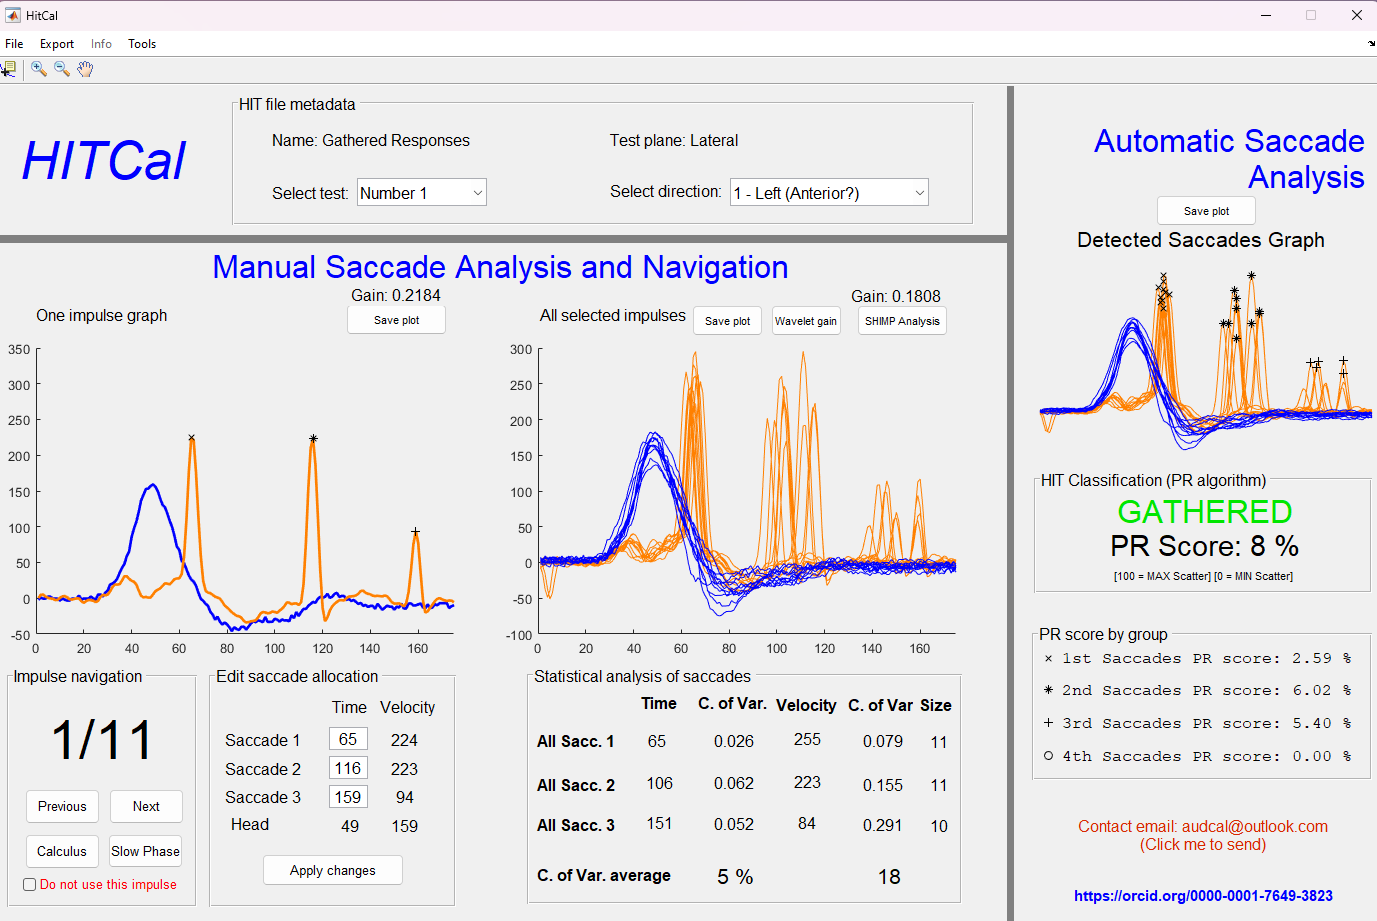 HitCal
File Export Info Tools
HIT file metadata
HITCal
Name: Gathered Responses
Test plane: Lateral
Select test: Number 1
Select direction: 1 - Left (Anterior?)
Manual Saccade Analysis and Navigation
One impulse graph
Gain: 0.2184
Save plot
350
300
250
200
150
100
50
0
-50
0 20 40 60 80 100 120 140 160
All selected impulses
Save plot
Wavelet gain
Gain: 0.1808
SHIMP Analysis
300
250
200
150
100
50
0
-50
-100
0 20 40 60 80 100 120 140 160
Impulse navigation
1/11
Previous Next
Calculus Slow Phase
Do not use this impulse
Edit saccade allocation
Time Velocity
Saccade 1 65 224
Saccade 2 116 223
Saccade 3 159 94
Head 49 159
Apply changes
Statistical analysis of saccades
Time C. of Var. Velocity C. of Var Size
All Sacc. 1 65 0.026 255 0.079 11
All Sacc. 2 106 0.062 223 0.155 11
All Sacc. 3 151 0.052 84 0.291 10
C. of Var. average 5 % 18
Automatic Saccade
Analysis
Save plot
Detected Saccades Graph
HIT Classification (PR algorithm)
GATHERED
PR Score: 8 %
[100 = MAX Scatter] [0 = MIN Scatter]
PR score by group
× 1st Saccades PR score: 2.59 %
* 2nd Saccades PR score: 6.02 %
+ 3rd Saccades PR score: 5.40 %
O 4th Saccades PR score: 0.00 %
Contact email: audcal@outlook.com
(Click me to send)
https://orcid.org/0000-0001-7649-3823